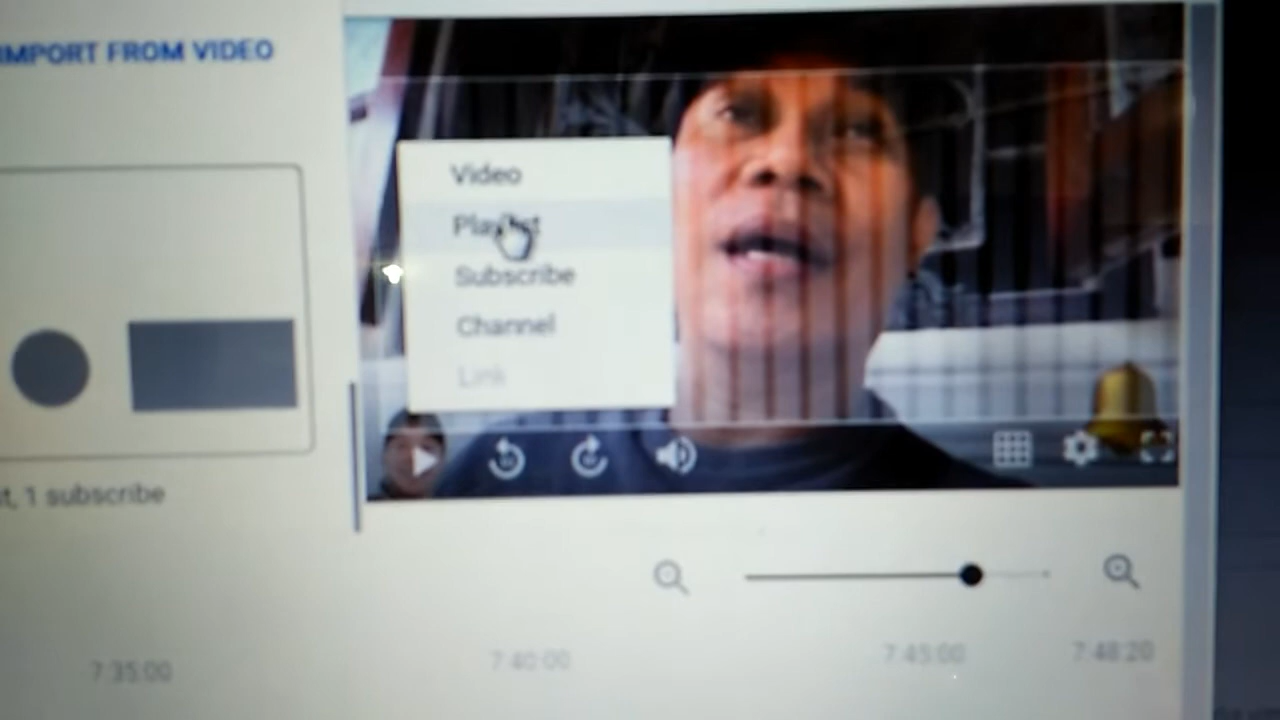 IMPORT FROM VIDEO
Video
Playlist
Subscribe
Channel
Link
t, 1 subscribe
7:35:00
7:40:00
7:45:00
7:48:20